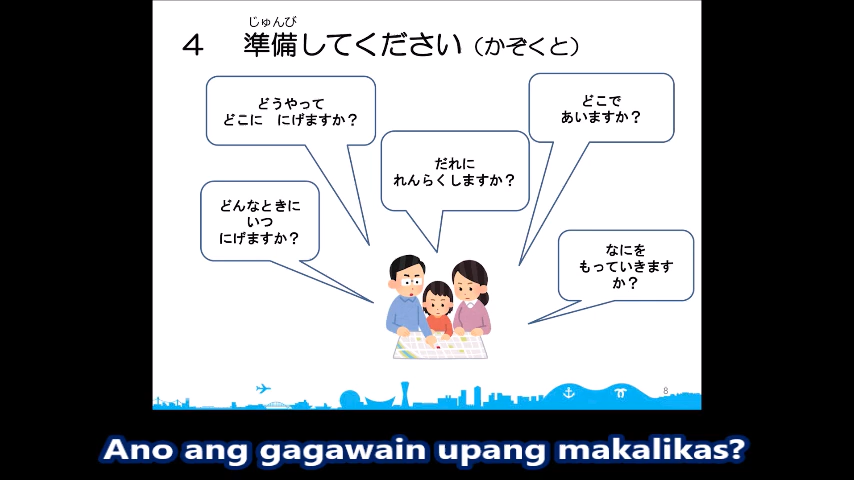 じゅんび
４　準備してください（かぞくと）
どうやって
どこに　にげますか？
どこで
あいますか？
だれに
れんらくしますか？
どんなときに
いつ
にげますか？
なにを
もっていきます
か？
8
Ano ang gagawain upang makalikas?